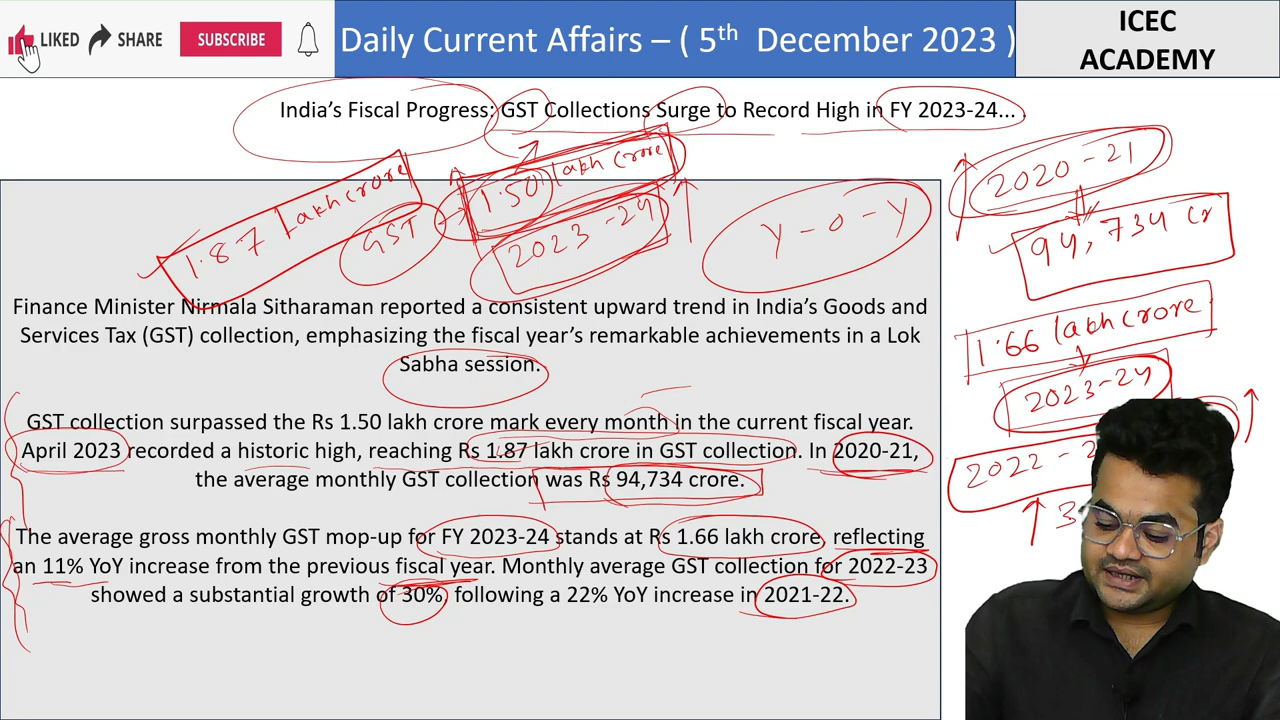 LIKED SHARE SUBSCRIBE
Daily Current Affairs – ( 5th December 2023 )
ICEC
ACADEMY
India’s Fiscal Progress: GST Collections Surge to Record High in FY 2023-24...
1.87 lakh crore
GST
1.50 lakh crore
2023-24
Y-o-Y
2020-21
94,734 Cr
1.66 lakh crore
2023-24
2022-2
3
Finance Minister Nirmala Sitharaman reported a consistent upward trend in India’s Goods and
Services Tax (GST) collection, emphasizing the fiscal year’s remarkable achievements in a Lok
Sabha session.
GST collection surpassed the Rs 1.50 lakh crore mark every month in the current fiscal year.
April 2023 recorded a historic high, reaching Rs 1.87 lakh crore in GST collection. In 2020-21,
the average monthly GST collection was Rs 94,734 crore.
The average gross monthly GST mop-up for FY 2023-24 stands at Rs 1.66 lakh crore, reflecting
an 11% YoY increase from the previous fiscal year. Monthly average GST collection for 2022-23
showed a substantial growth of 30%, following a 22% YoY increase in 2021-22.